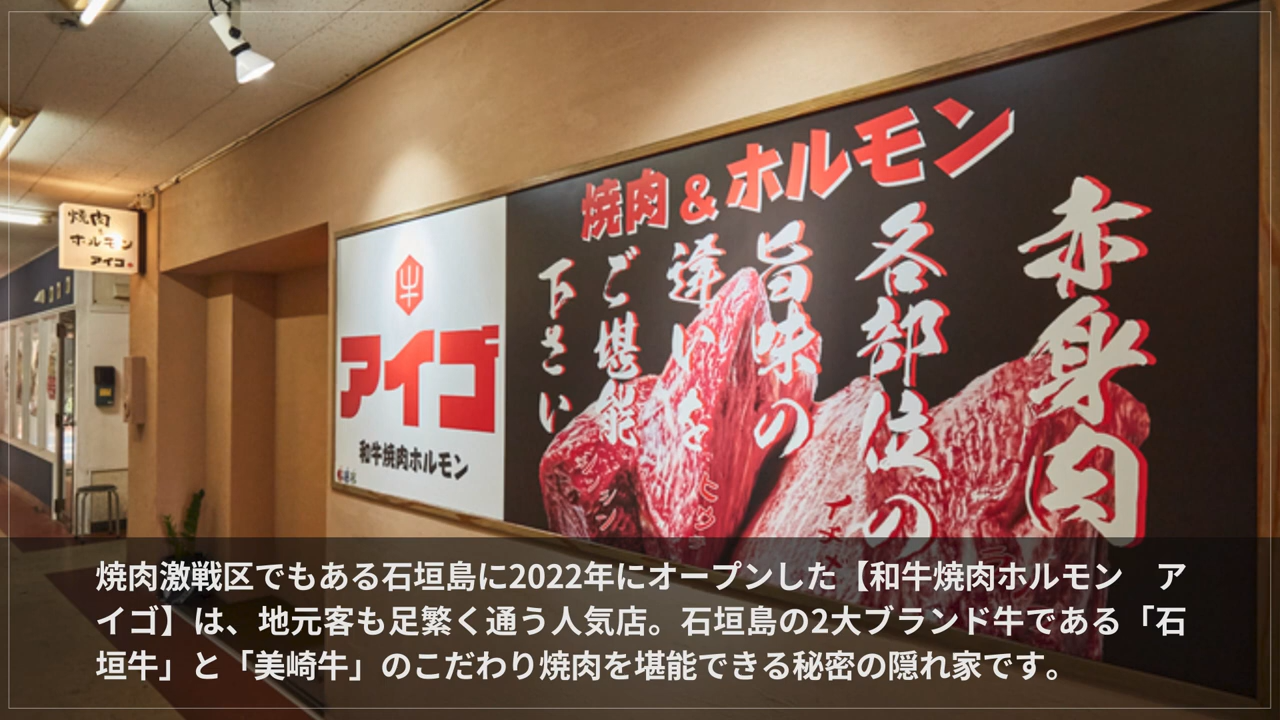 焼肉
&
ホルモン
アイゴ
牛
アイゴ
和牛焼肉ホルモン
焼肉&ホルモン
赤身肉
各部位の
旨味の
違いを
ご堪能
下さい
焼肉激戦区でもある石垣島に2022年にオープンした【和牛焼肉ホルモン　ア
イゴ】は、地元客も足繁く通う人気店。石垣島の2大ブランド牛である「石
垣牛」と「美崎牛」のこだわり焼肉を堪能できる秘密の隠れ家です。